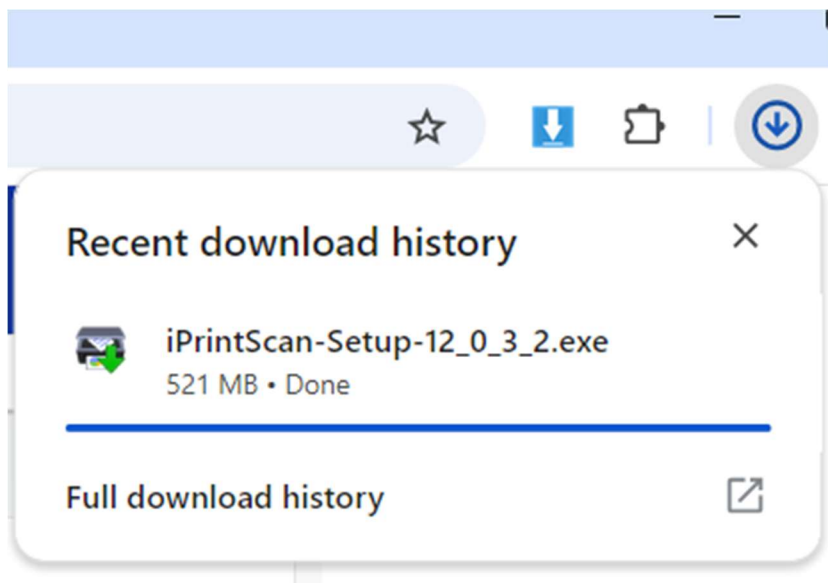 Recent download history
iPrintScan-Setup-12_0_3_2.exe
521 MB • Done
Full download history